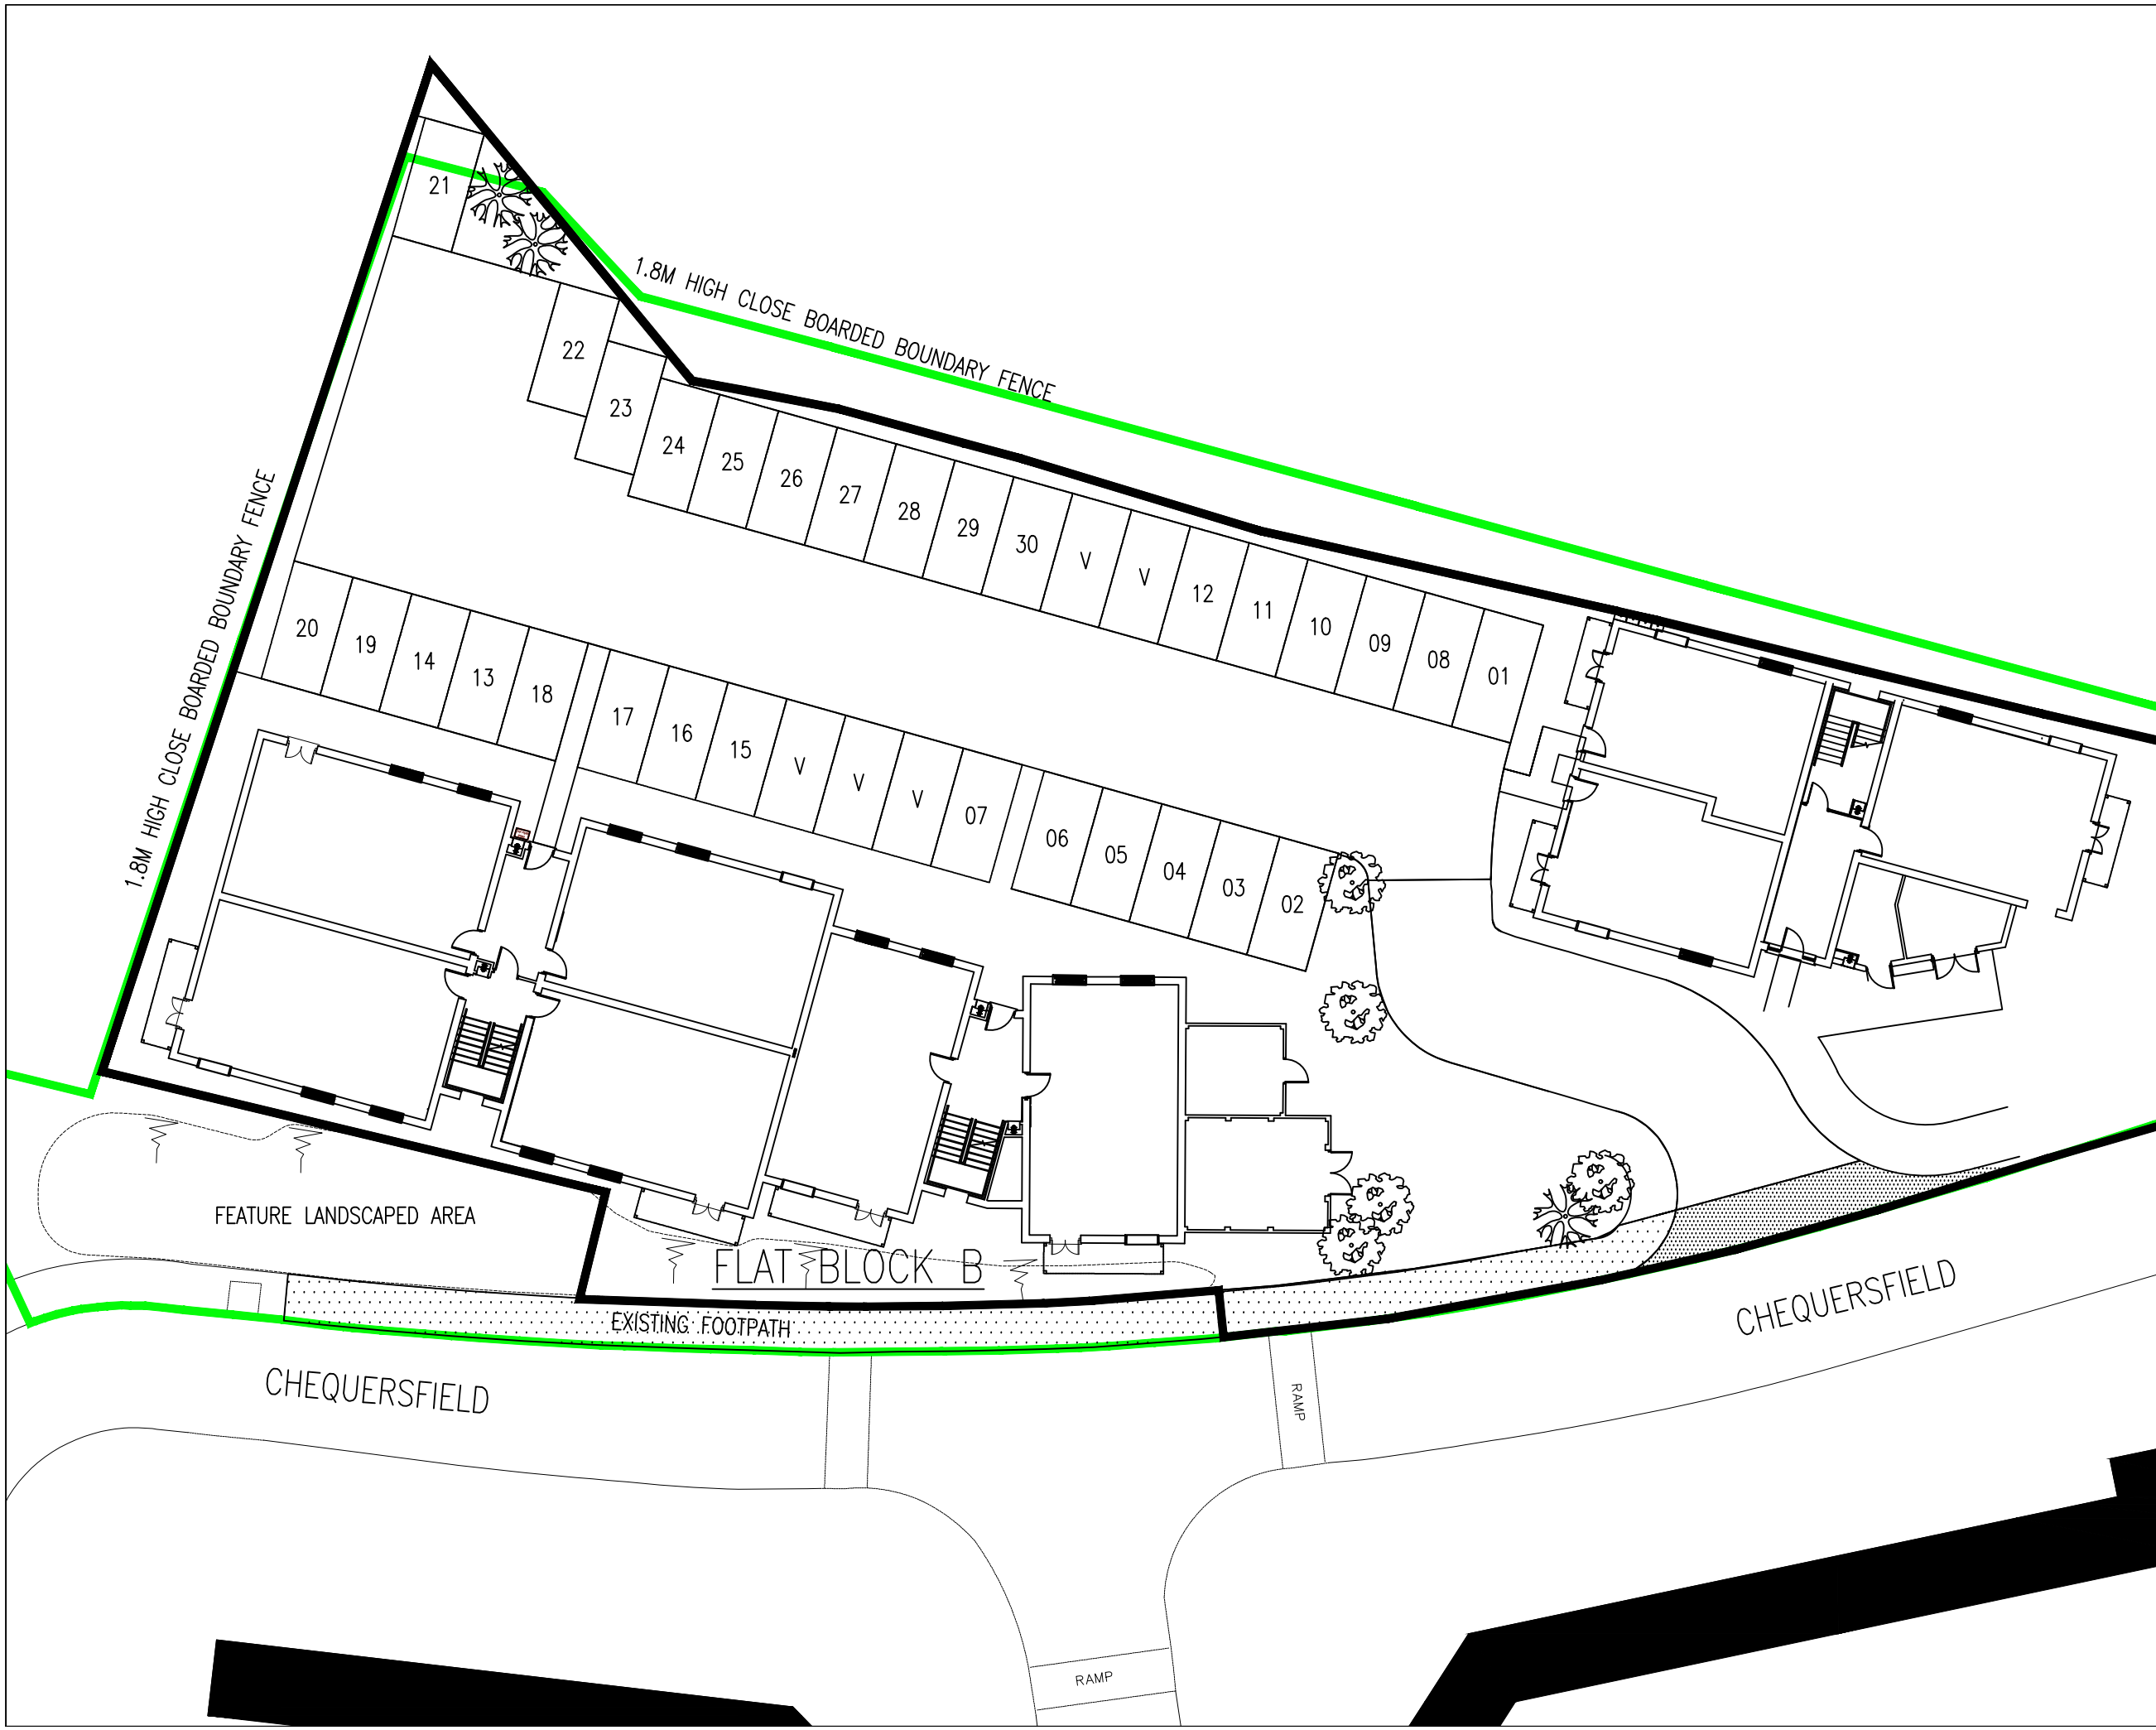 21
1.8M HIGH CLOSE BOARDED BOUNDARY FENCE
22
23
24
25
26
27
28
29
30
V
V
12
11
10
09
08
01
1.8M HIGH CLOSE BOARDED BOUNDARY FENCE
20
19
14
13
18
17
16
15
V
V
V
07
06
05
04
03
02
FEATURE LANDSCAPED AREA
FLAT BLOCK B
EXISTING FOOTPATH
CHEQUERSFIELD
CHEQUERSFIELD
RAMP
RAMP